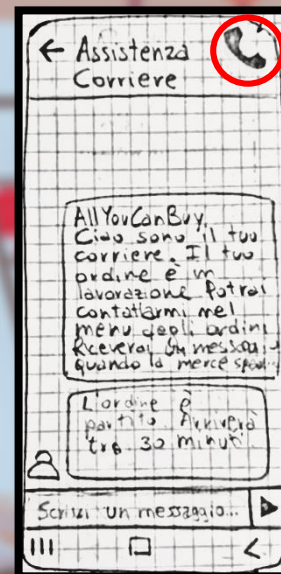 Assistenza
Corriere
AllYouCanBuy,
Ciao sono il tuo
corriere. Il tuo
ordine è in
lavorazione Potrai
contattarmi nel
menu degli ordini
Riceverai un
quando la merce
L'ordine è
partito. Arriverà
tra 30 minuti
Scrivi un messaggio...